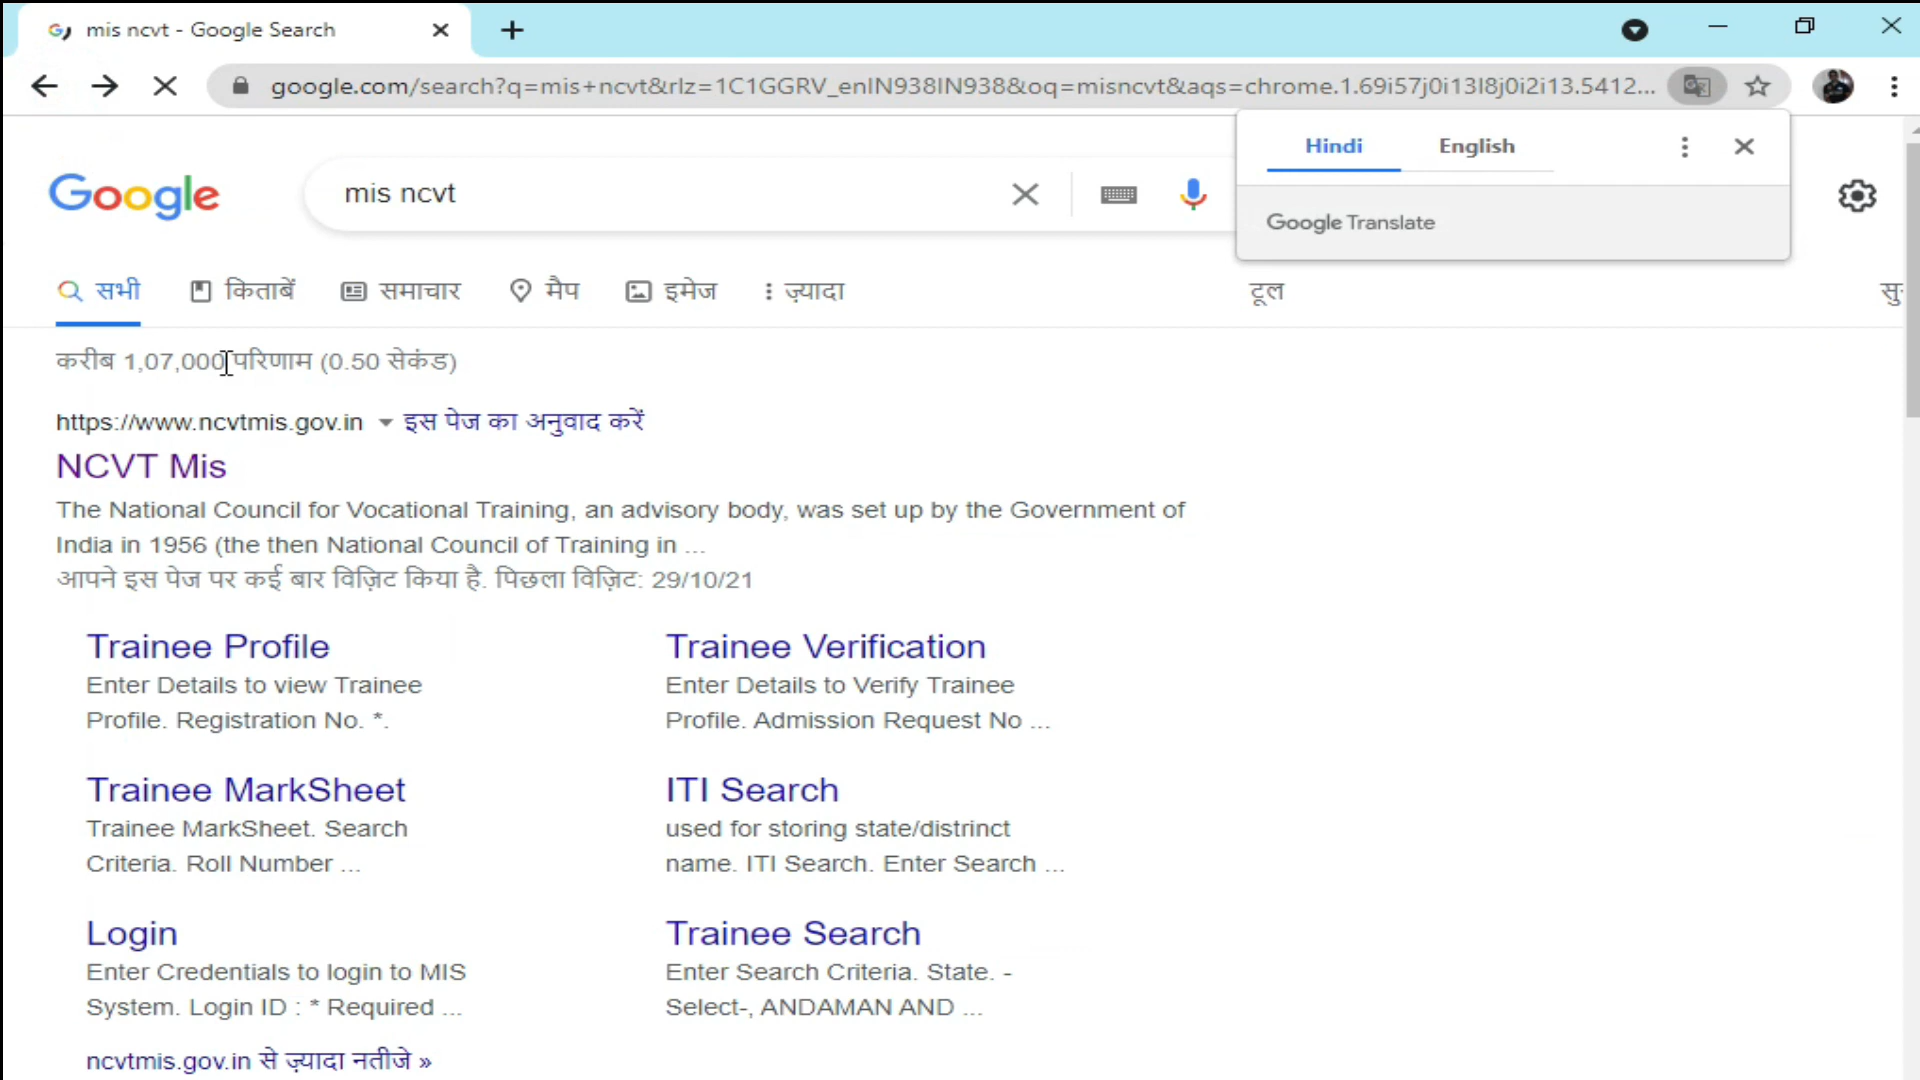 mis ncvt - Google Search
google.com/search?q=mis+ncvt&rlz=1C1GGRV_enIN938IN938&oq=misncvt&aqs=chrome.1.69i57j0i13l8j0i2i13.5412...
Hindi English
Google Translate
Google
mis ncvt
सभी किताबें समाचार मैप इमेज ज़्यादा टूल
करीब 1,07,000 परिणाम (0.50 सेकंड)
https://www.ncvtmis.gov.in इस पेज का अनुवाद करें
NCVT Mis
The National Council for Vocational Training, an advisory body, was set up by the Government of
India in 1956 (the then National Council of Training in ...
आपने इस पेज पर कई बार विज़िट किया है. पिछला विज़िट: 29/10/21
Trainee Profile
Enter Details to view Trainee
Profile. Registration No. *.
Trainee Verification
Enter Details to Verify Trainee
Profile. Admission Request No ...
Trainee MarkSheet
Trainee MarkSheet. Search
Criteria. Roll Number ...
ITI Search
used for storing state/distrinct
name. ITI Search. Enter Search ...
Login
Enter Credentials to login to MIS
System. Login ID : * Required ...
Trainee Search
Enter Search Criteria. State. -
Select-, ANDAMAN AND ...
ncvtmis.gov.in से ज़्यादा नतीजे »